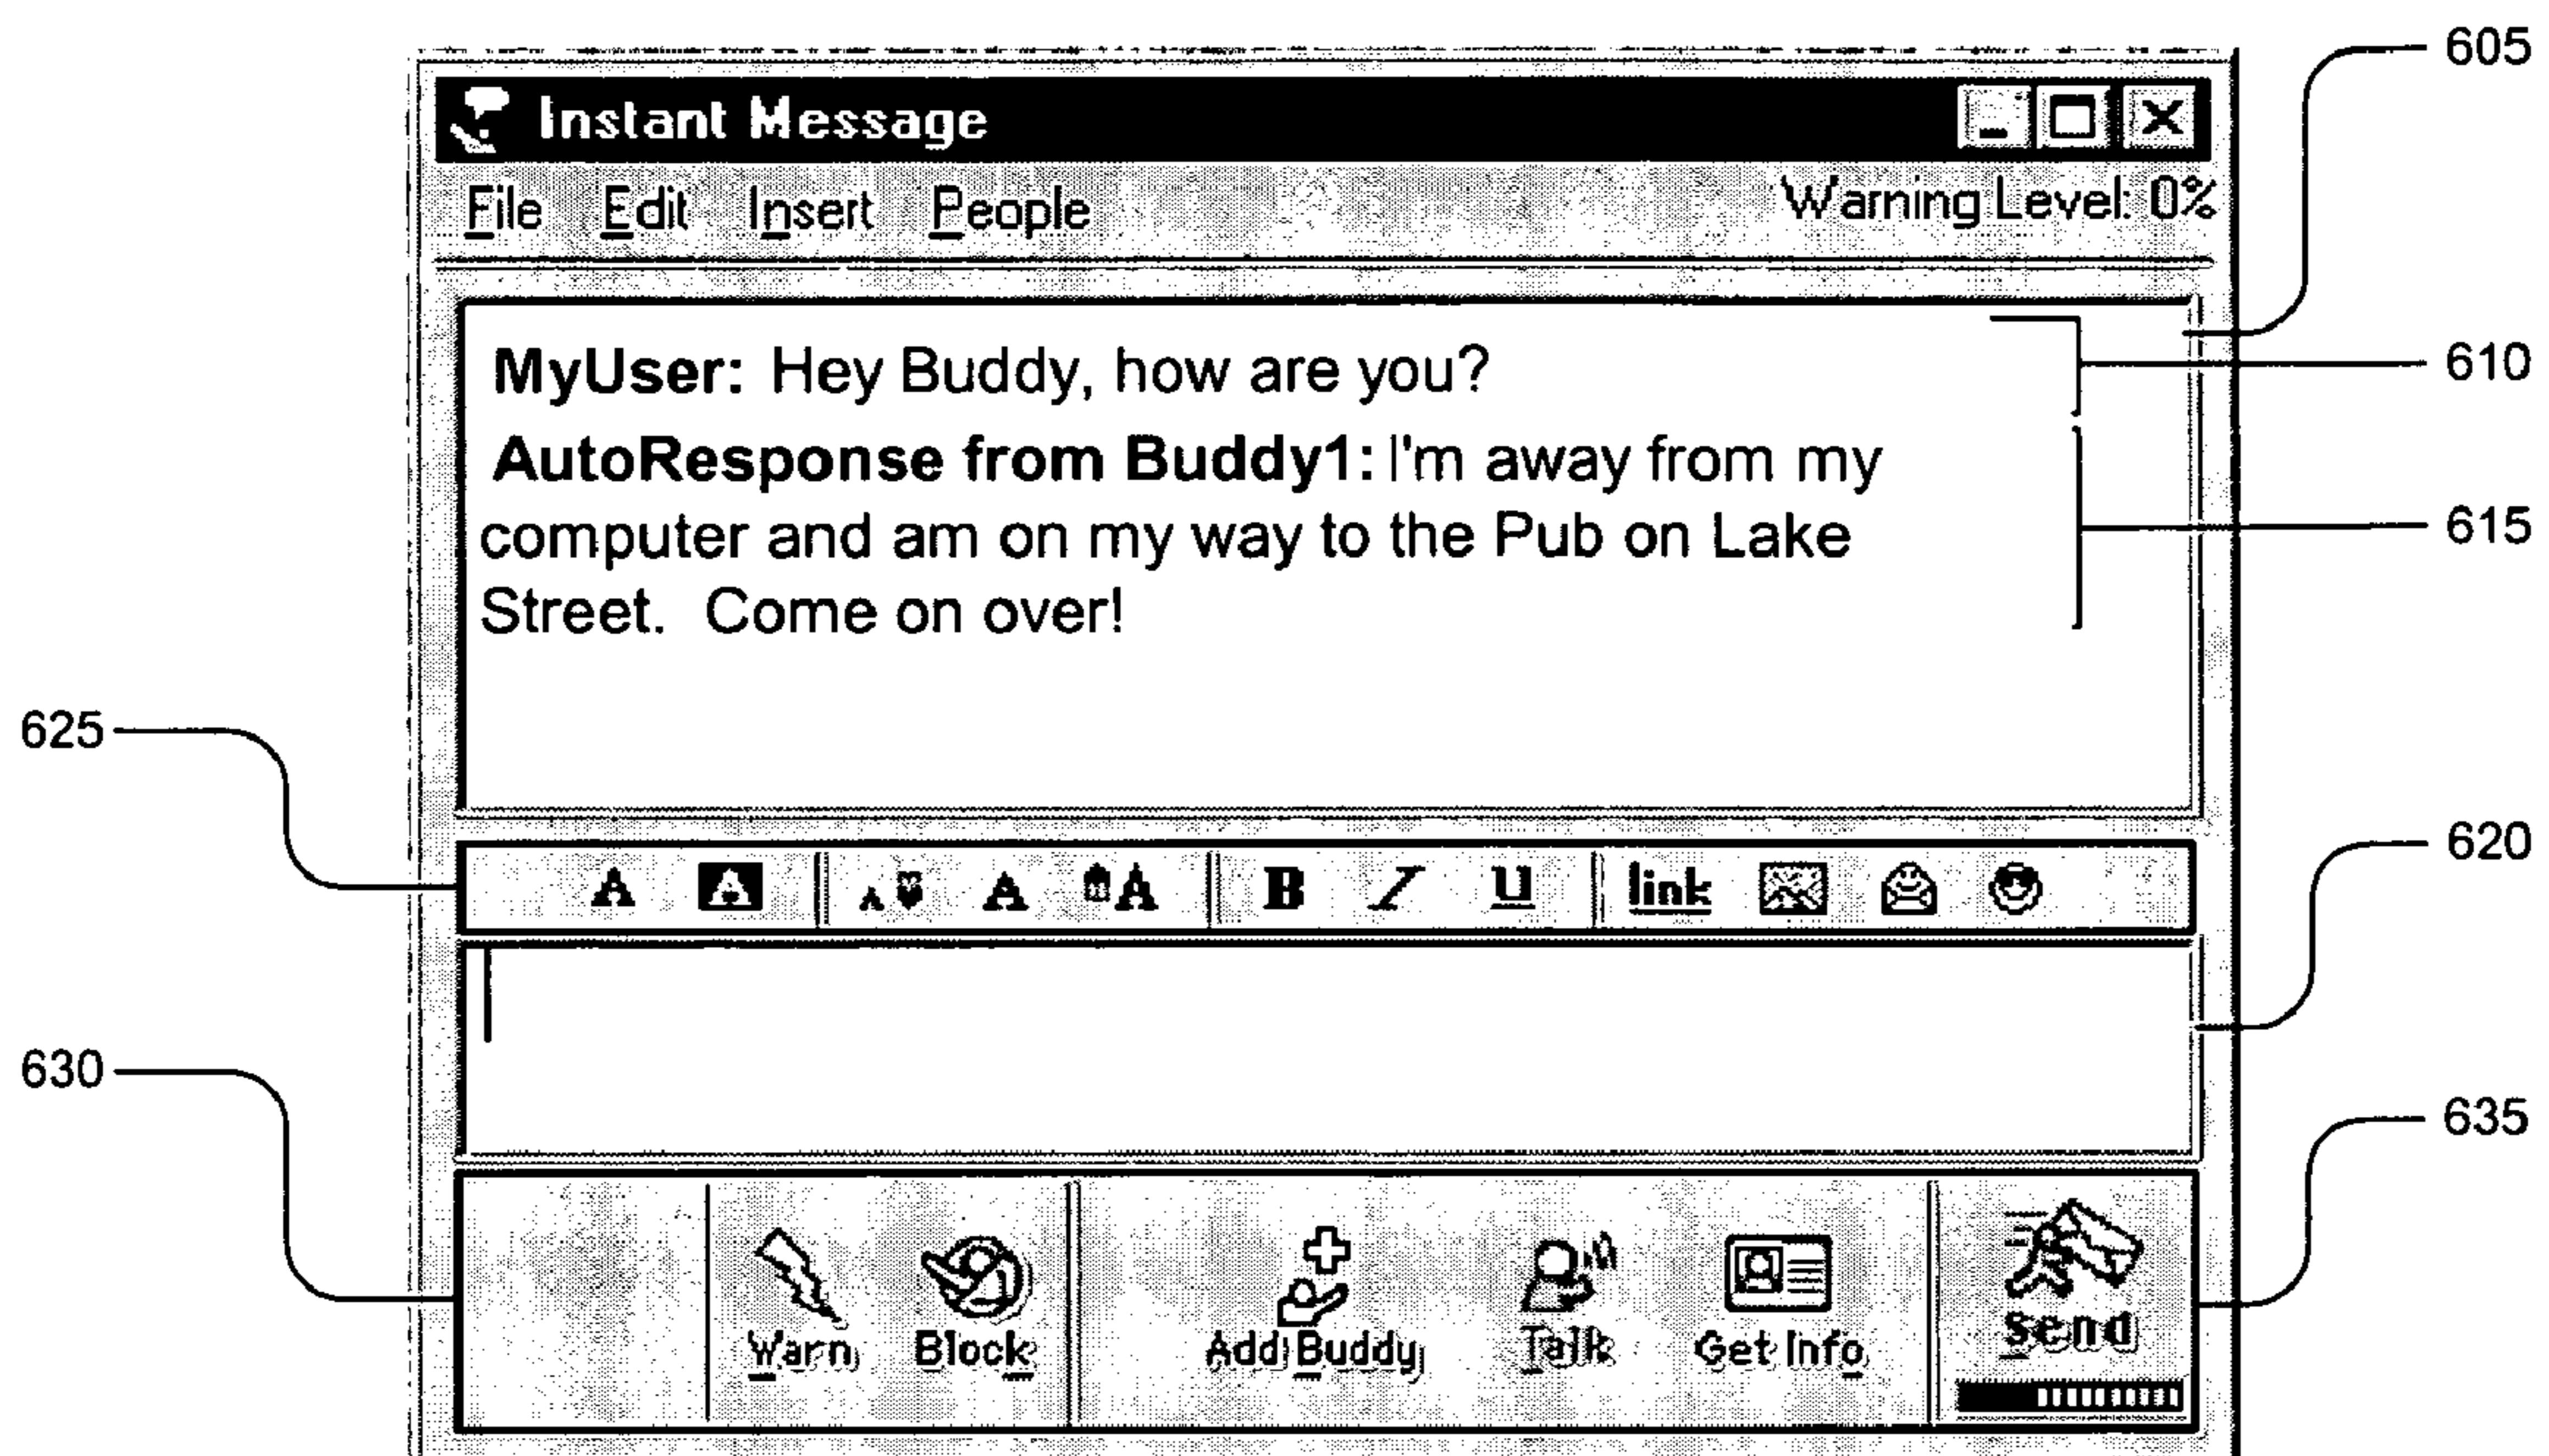 605
Instant Message
File Edit Insert People Warning Level: 0%
MyUser: Hey Buddy, how are you?
610
AutoResponse from Buddy1: I'm away from my
computer and am on my way to the Pub on Lake
615
Street. Come on over!
625
A A A A A B I U link
620
630
635
Warn Block Add Buddy Talk Get Info Send